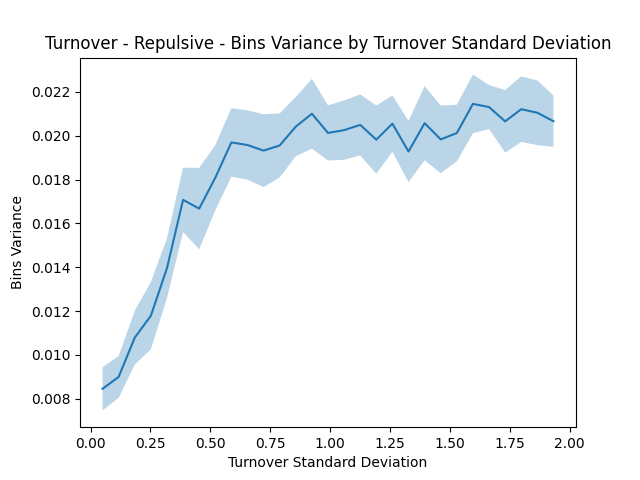 Turnover - Repulsive - Bins Variance by Turnover Standard Deviation
0.022
0.020
0.018
0.016
0.014
0.012
0.010
0.008
Bins Variance
0.00 0.25 0.50 0.75 1.00 1.25 1.50 1.75 2.00
Turnover Standard Deviation